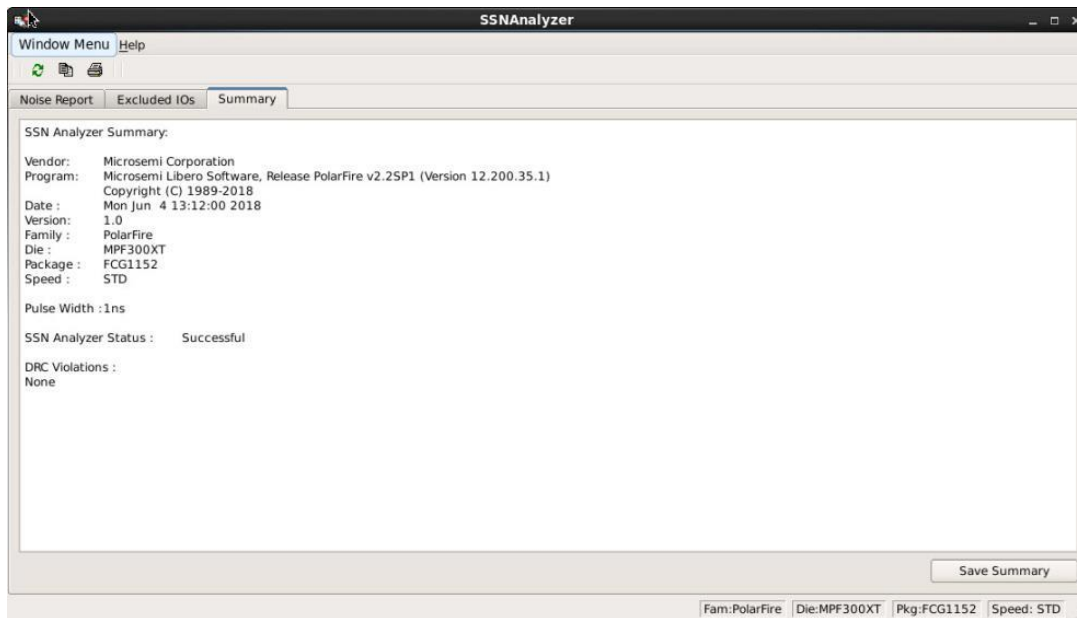 SSNAnalyzer
Window Menu Help
Noise Report Excluded IOs Summary
SSN Analyzer Summary:
Vendor: Microsemi Corporation
Program: Microsemi Libero Software, Release PolarFire v2.2SP1 (Version 12.200.35.1)
Copyright (C) 1989-2018
Date : Mon Jun 4 13:12:00 2018
Version: 1.0
Family : PolarFire
Die : MPF300XT
Package : FCG1152
Speed : STD
Pulse Width :1ns
SSN Analyzer Status : Successful
DRC Violations :
None
Save Summary
Fam:PolarFire Die:MPF300XT Pkg:FCG1152 Speed: STD